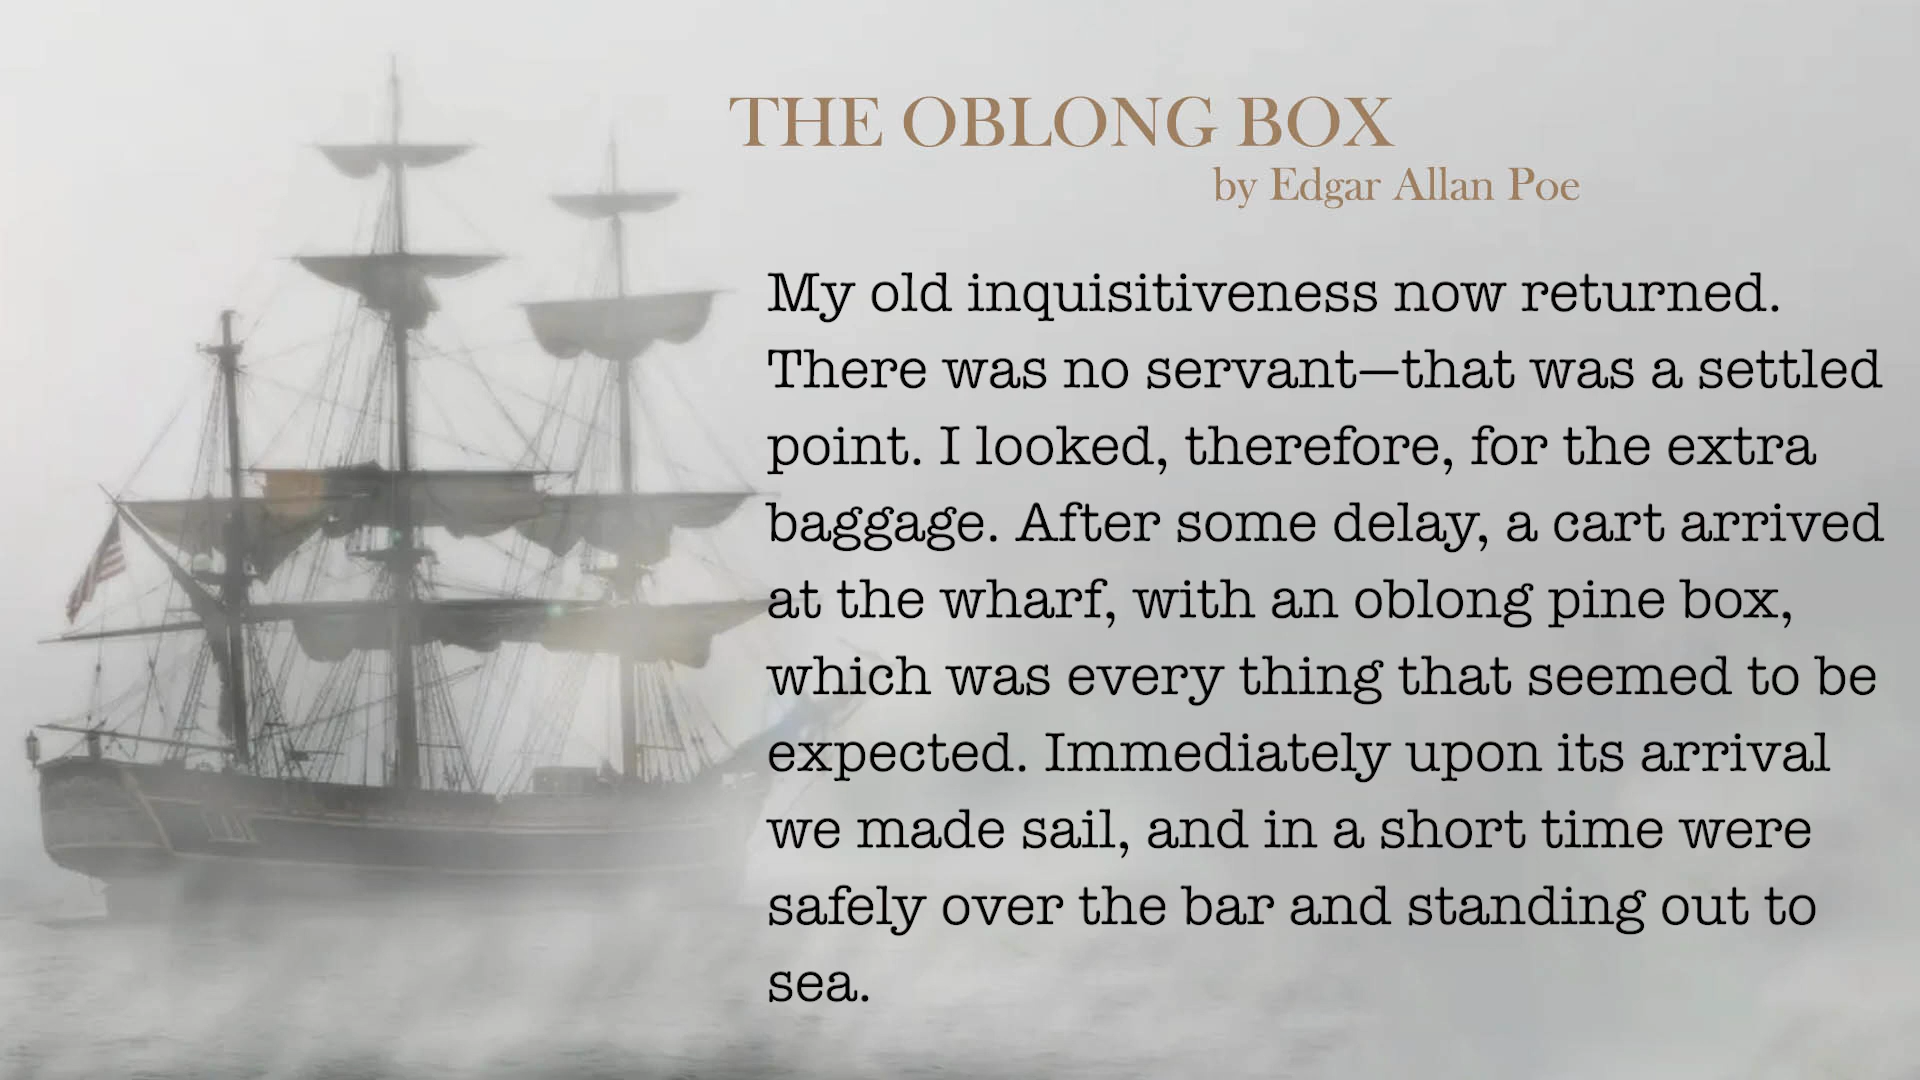 THE OBLONG BOX
by Edgar Allan Poe
My old inquisitiveness now returned.
There was no servant—that was a settled
point. I looked, therefore, for the extra
baggage. After some delay, a cart arrived
at the wharf, with an oblong pine box,
which was every thing that seemed to be
expected. Immediately upon its arrival
we made sail, and in a short time were
safely over the bar and standing out to
sea.